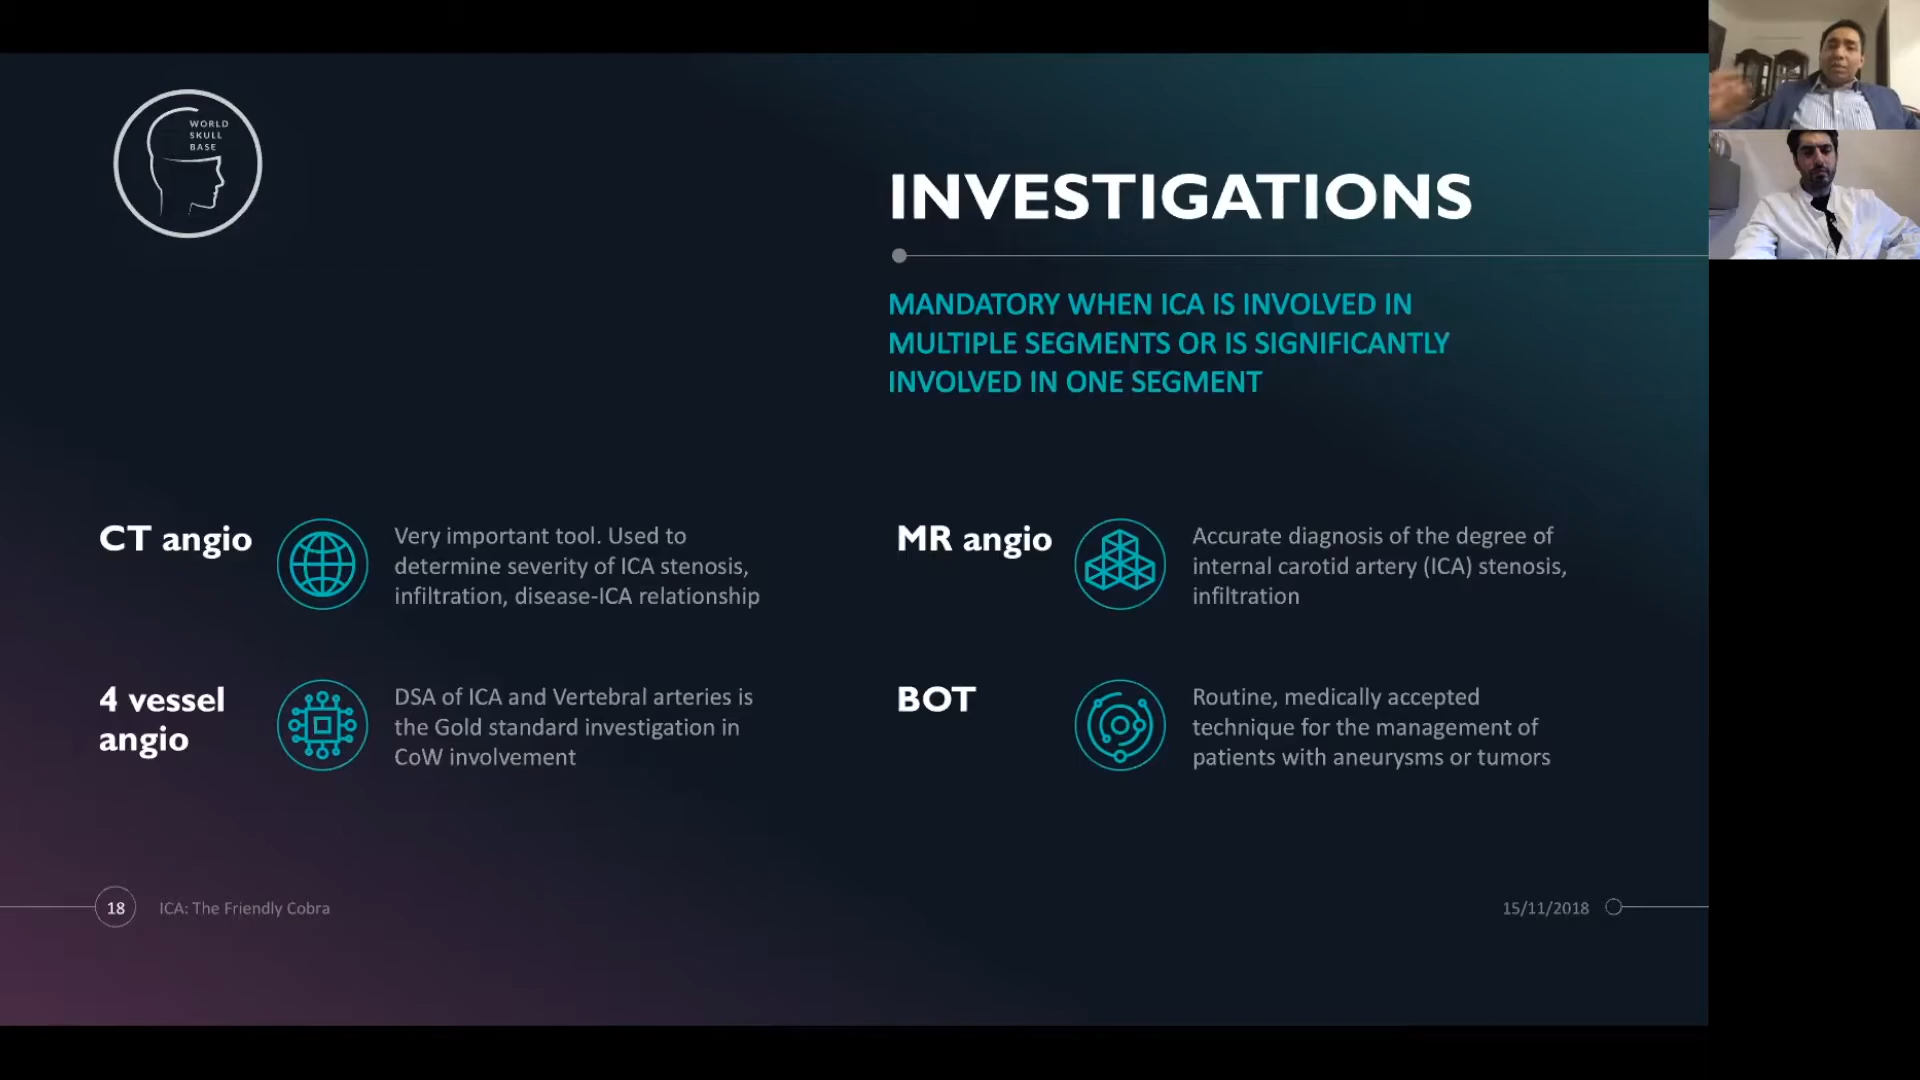 WORLD
SKULL
BASE
INVESTIGATIONS
MANDATORY WHEN ICA IS INVOLVED IN
MULTIPLE SEGMENTS OR IS SIGNIFICANTLY
INVOLVED IN ONE SEGMENT
CT angio
Very important tool. Used to
determine severity of ICA stenosis,
infiltration, disease-ICA relationship
MR angio
Accurate diagnosis of the degree of
internal carotid artery (ICA) stenosis,
infiltration
4 vessel
angio
DSA of ICA and Vertebral arteries is
the Gold standard investigation in
CoW involvement
BOT
Routine, medically accepted
technique for the management of
patients with aneurysms or tumors
18
ICA: The Friendly Cobra
15/11/2018